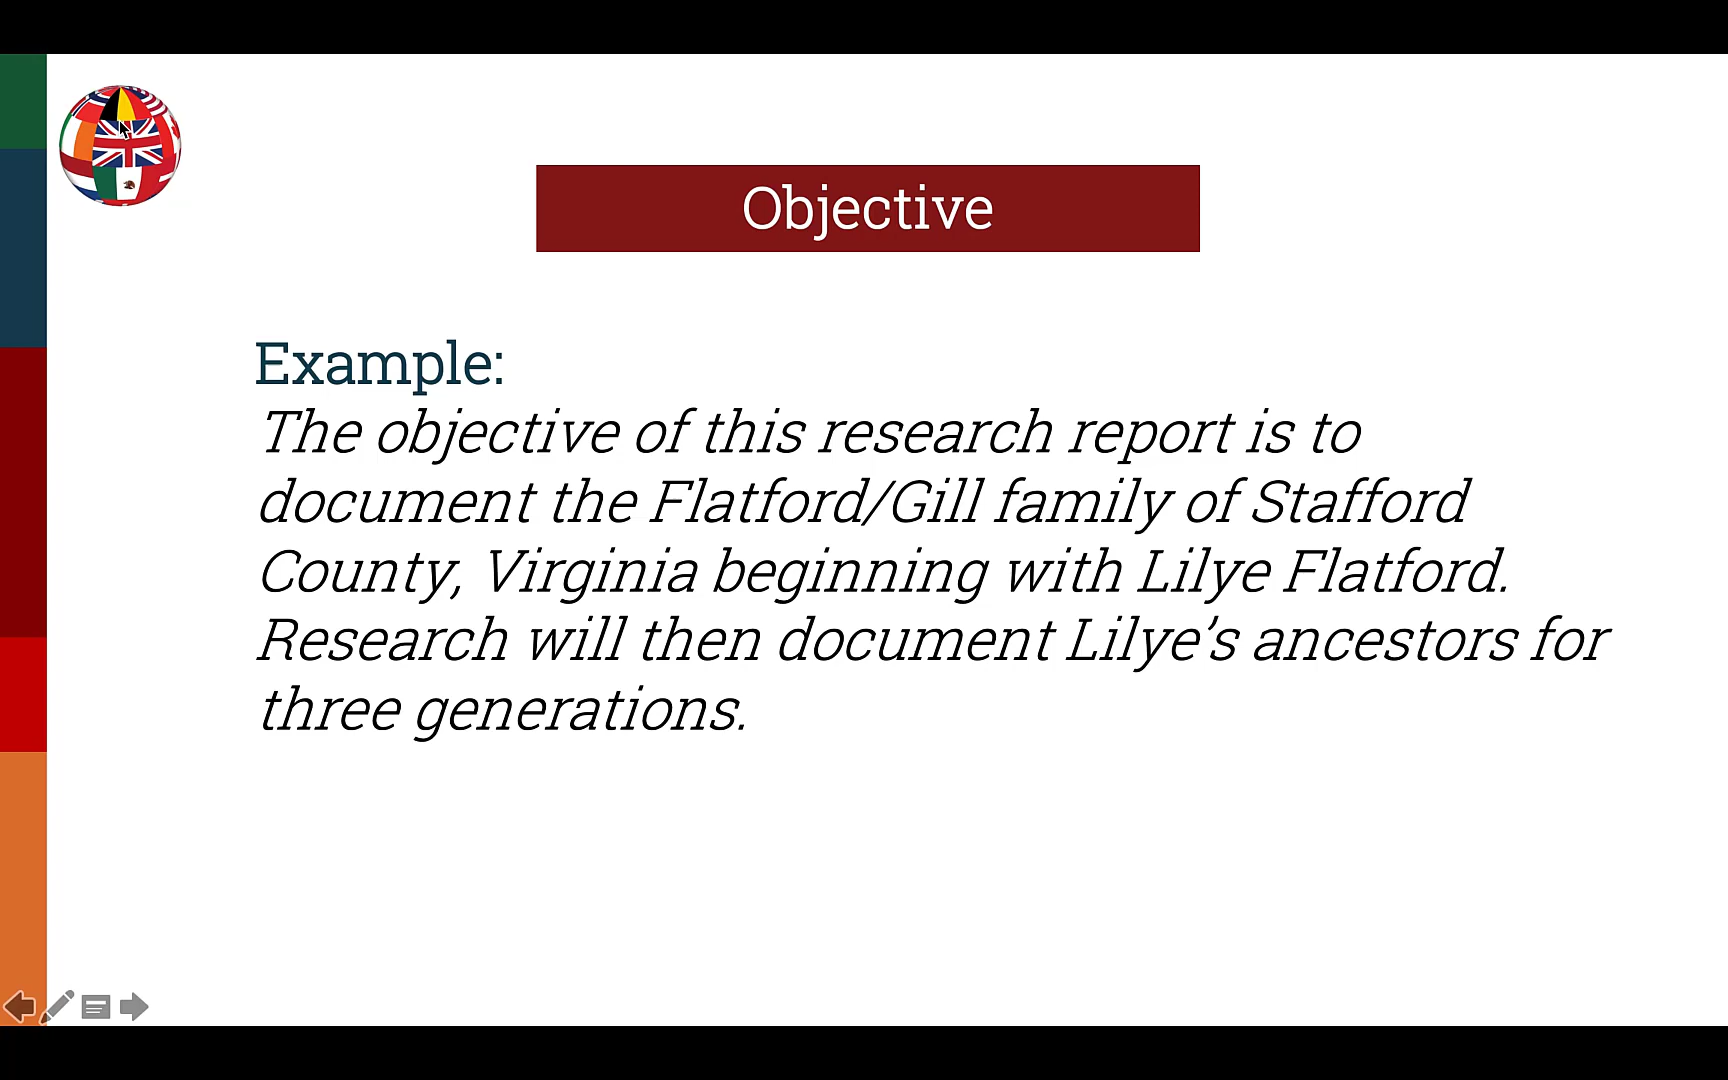 Objective
Example:
The objective of this research report is to
document the Flatford/Gill family of Stafford
County, Virginia beginning with Lilye Flatford.
Research will then document Lilye’s ancestors for
three generations.